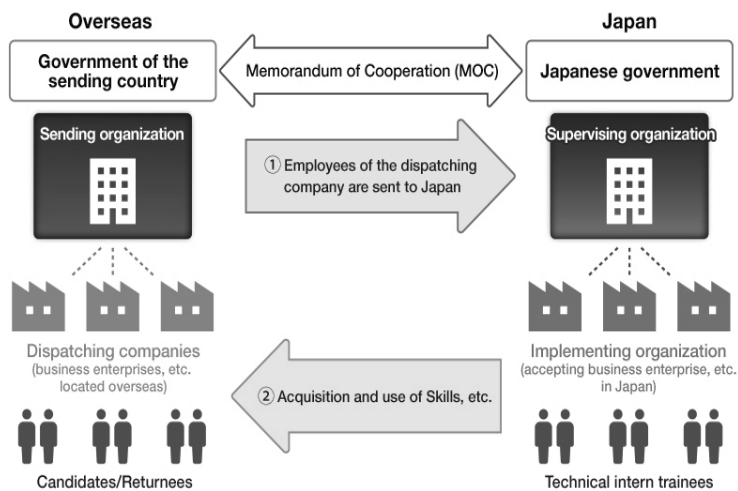 Overseas
Japan
Government of the
sending country
Memorandum of Cooperation (MOC)
Japanese government
Sending organization
① Employees of the dispatching
company are sent to Japan
Supervising organization
Dispatching companies
(business enterprises, etc.
located overseas)
Implementing organization
(accepting business enterprise, etc.
in Japan)
② Acquisition and use of Skills, etc.
Candidates/Returnees
Technical intern trainees